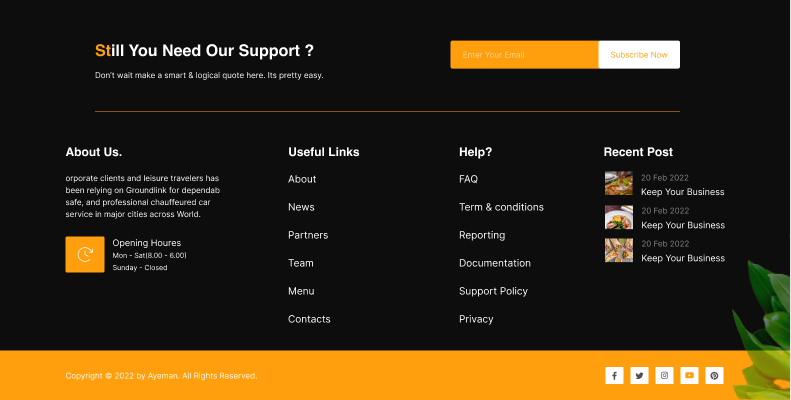 Still You Need Our Support ?
Don't wait make a smart & logical quote here. Its pretty easy.
Enter Your Email
Subscribe Now
About Us.
orporate clients and leisure travelers has
been relying on Groundlink for dependab
safe, and professional chauffeured car
service in major cities across World.
Opening Houres
Mon - Sat(8.00 - 6.00)
Sunday - Closed
Useful Links
About
News
Partners
Team
Menu
Contacts
Help?
FAQ
Term & conditions
Reporting
Documentation
Support Policy
Privacy
Recent Post
20 Feb 2022
Keep Your Business
20 Feb 2022
Keep Your Business
20 Feb 2022
Keep Your Business
Copyright © 2022 by Ayeman. All Rights Reserved.